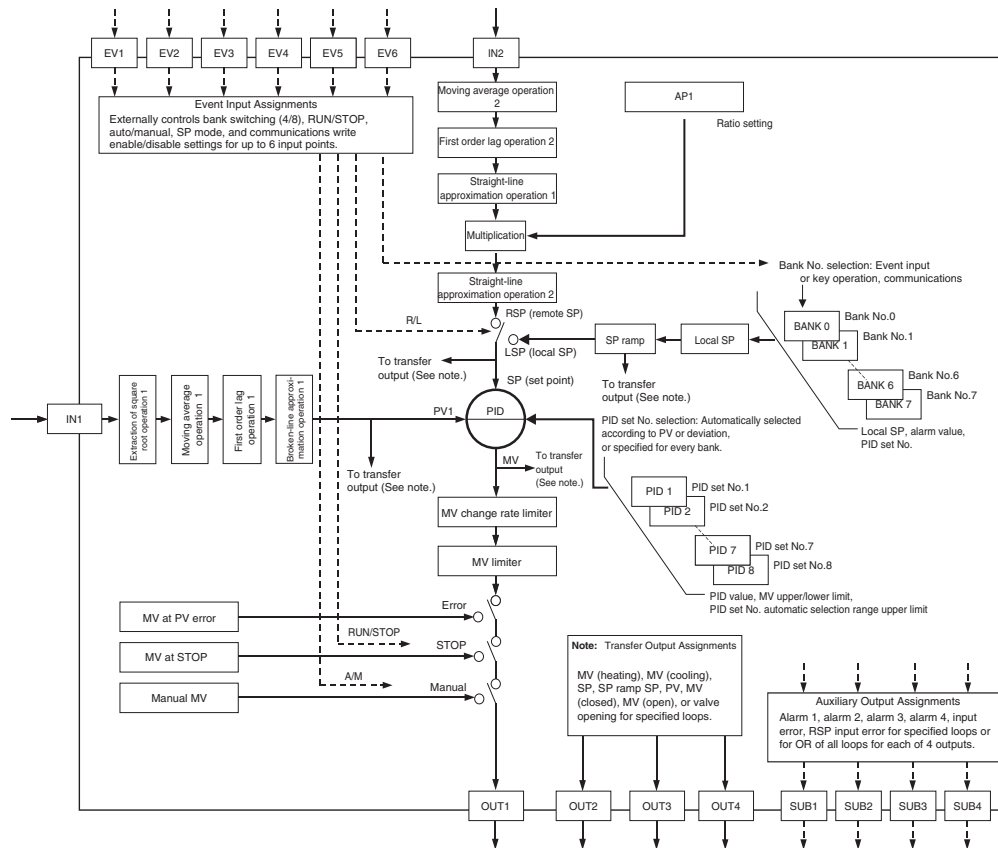 EV1 EV2 EV3 EV4 EV5 EV6 IN2
Event Input Assignments
Externally controls bank switching (4/8), RUN/STOP,
auto/manual, SP mode, and communications write
enable/disable settings for up to 6 input points.
Moving average operation
2
First order lag operation 2
Straight-line
approximation operation 1
Multiplication
Straight-line
approximation operation 2
AP1
Ratio setting
Bank No. selection: Event input
or key operation, communications
BANK 0 Bank No.0
BANK 1 Bank No.1
BANK 6 Bank No.6
BANK 7 Bank No.7
Local SP, alarm value,
PID set No.
R/L
RSP (remote SP)
LSP (local SP)
SP ramp
Local SP
To transfer
output (See note.)
To transfer
output (See note.)
SP (set point)
IN1
Extraction of square
root operation 1
Moving average
operation 1
First order lag
operation 1
Broken-line approxi-
mation operation 1
PV1
PID
To transfer
output (See note.)
MV
To transfer
output
(See note.)
PID set No. selection: Automatically selected
according to PV or deviation,
or specified for every bank.
PID 1 PID set No.1
PID 2 PID set No.2
PID 7 PID set No.7
PID 8 PID set No.8
PID value, MV upper/lower limit,
PID set No. automatic selection range upper limit
MV change rate limiter
MV limiter
MV at PV error
Error
RUN/STOP
MV at STOP
STOP
A/M
Manual MV
Manual
Note: Transfer Output Assignments
MV (heating), MV (cooling),
SP, SP ramp SP, PV, MV
(closed), MV (open), or valve
opening for specified loops.
Auxiliary Output Assignments
Alarm 1, alarm 2, alarm 3, alarm 4, input
error, RSP input error for specified loops or
for OR of all loops for each of 4 outputs.
OUT1 OUT2 OUT3 OUT4 SUB1 SUB2 SUB3 SUB4